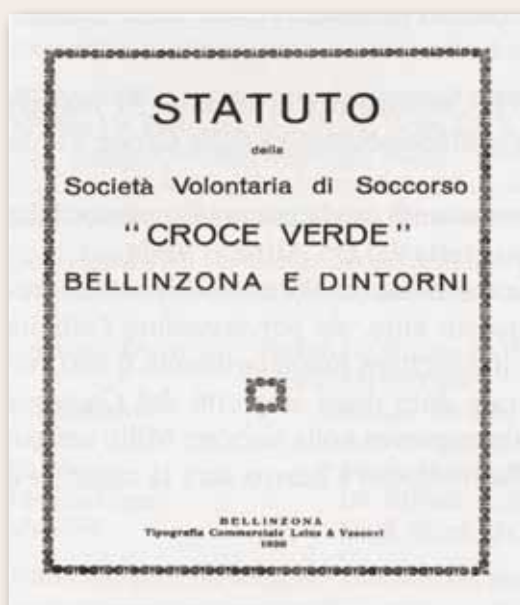 STATUTO
della
Società Volontaria di Soccorso
"CROCE VERDE"
BELLINZONA E DINTORNI
BELLINZONA
Tipografia Commerciale Leins & Vescovi